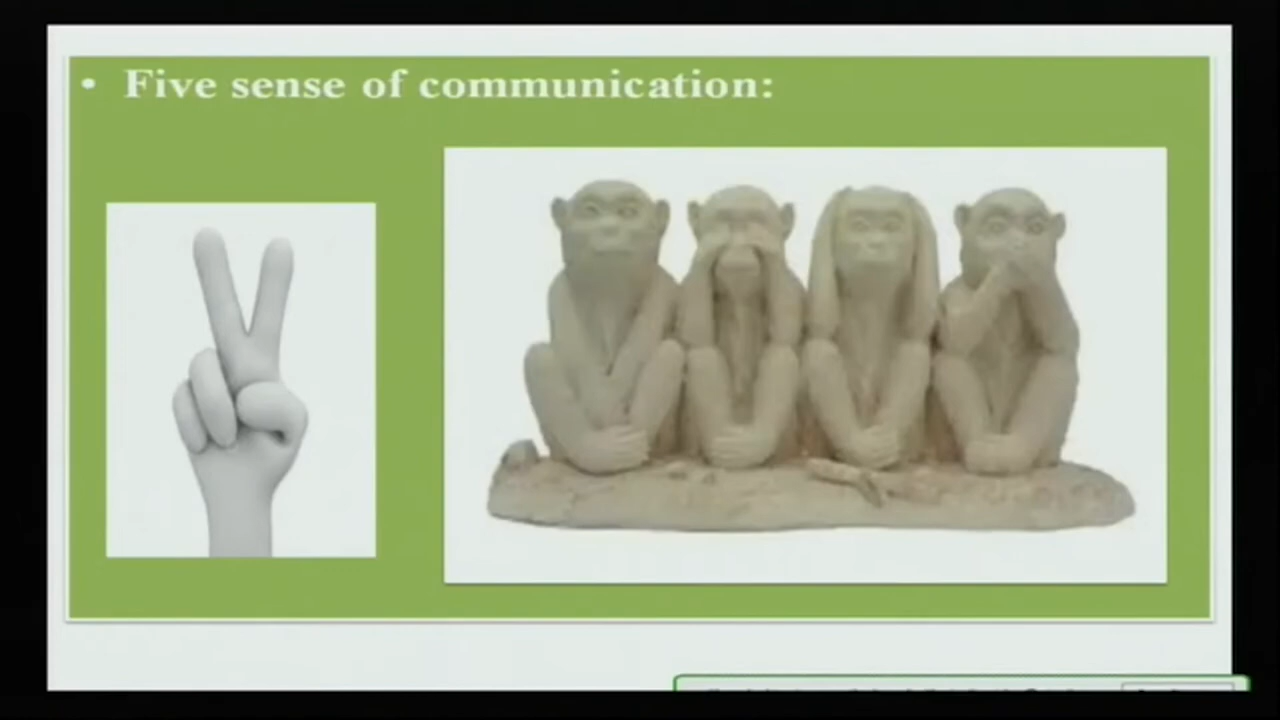 • Five sense of communication: